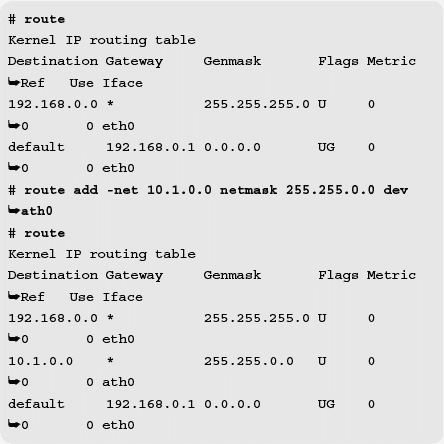 # route
Kernel IP routing table
Destination Gateway Genmask Flags Metric
➥Ref Use Iface
192.168.0.0 * 255.255.255.0 U 0
➥0 0 eth0
default 192.168.0.1 0.0.0.0 UG 0
➥0 0 eth0
# route add -net 10.1.0.0 netmask 255.255.0.0 dev
➥ath0
# route
Kernel IP routing table
Destination Gateway Genmask Flags Metric
➥Ref Use Iface
192.168.0.0 * 255.255.255.0 U 0
➥0 0 eth0
10.1.0.0 * 255.255.0.0 U 0
➥0 0 ath0
default 192.168.0.1 0.0.0.0 UG 0
➥0 0 eth0